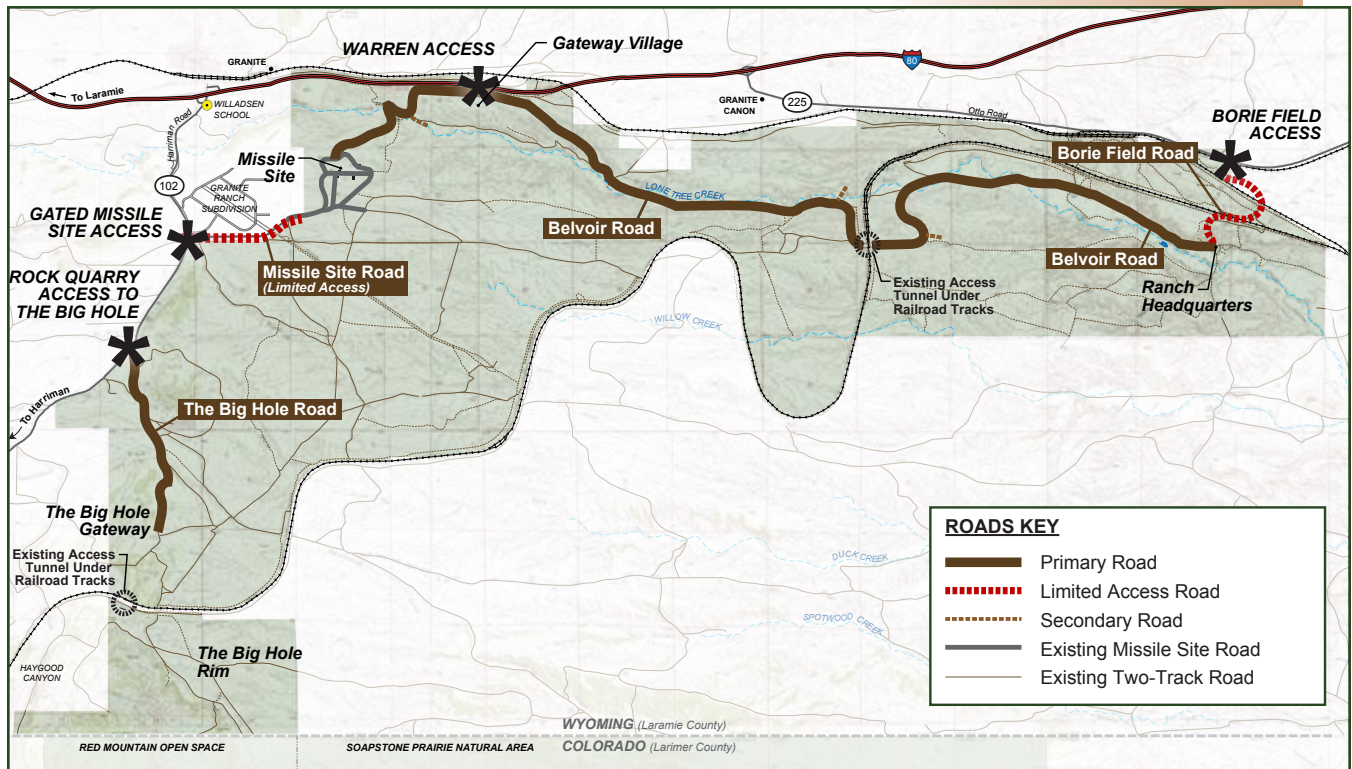 WARREN ACCESS
Gateway Village
GRANITE
80
To Laramie
WILLADSEN
SCHOOL
Harriman Road
GRANITE
CANON
225
Otto Road
BORIE FIELD
ACCESS
Borie Field Road
Missile
Site
102
GRANITE
RANCH
SUBDIVISION
LONE TREE CREEK
GATED MISSILE
SITE ACCESS
Belvoir Road
Belvoir Road
Missile Site Road
(Limited Access)
ROCK QUARRY
ACCESS TO
THE BIG HOLE
Existing Access
Tunnel Under
Railroad Tracks
Ranch
Headquarters
WILLOW CREEK
To Harriman
The Big Hole Road
The Big Hole
Gateway
Existing Access
Tunnel Under
Railroad Tracks
DUCK CREEK
SPOTWOOD CREEK
HAYGOOD
CANYON
The Big Hole
Rim
ROADS KEY
Primary Road
Limited Access Road
Secondary Road
Existing Missile Site Road
Existing Two-Track Road
WYOMING (Laramie County)
RED MOUNTAIN OPEN SPACE
SOAPSTONE PRAIRIE NATURAL AREA
COLORADO (Larimer County)